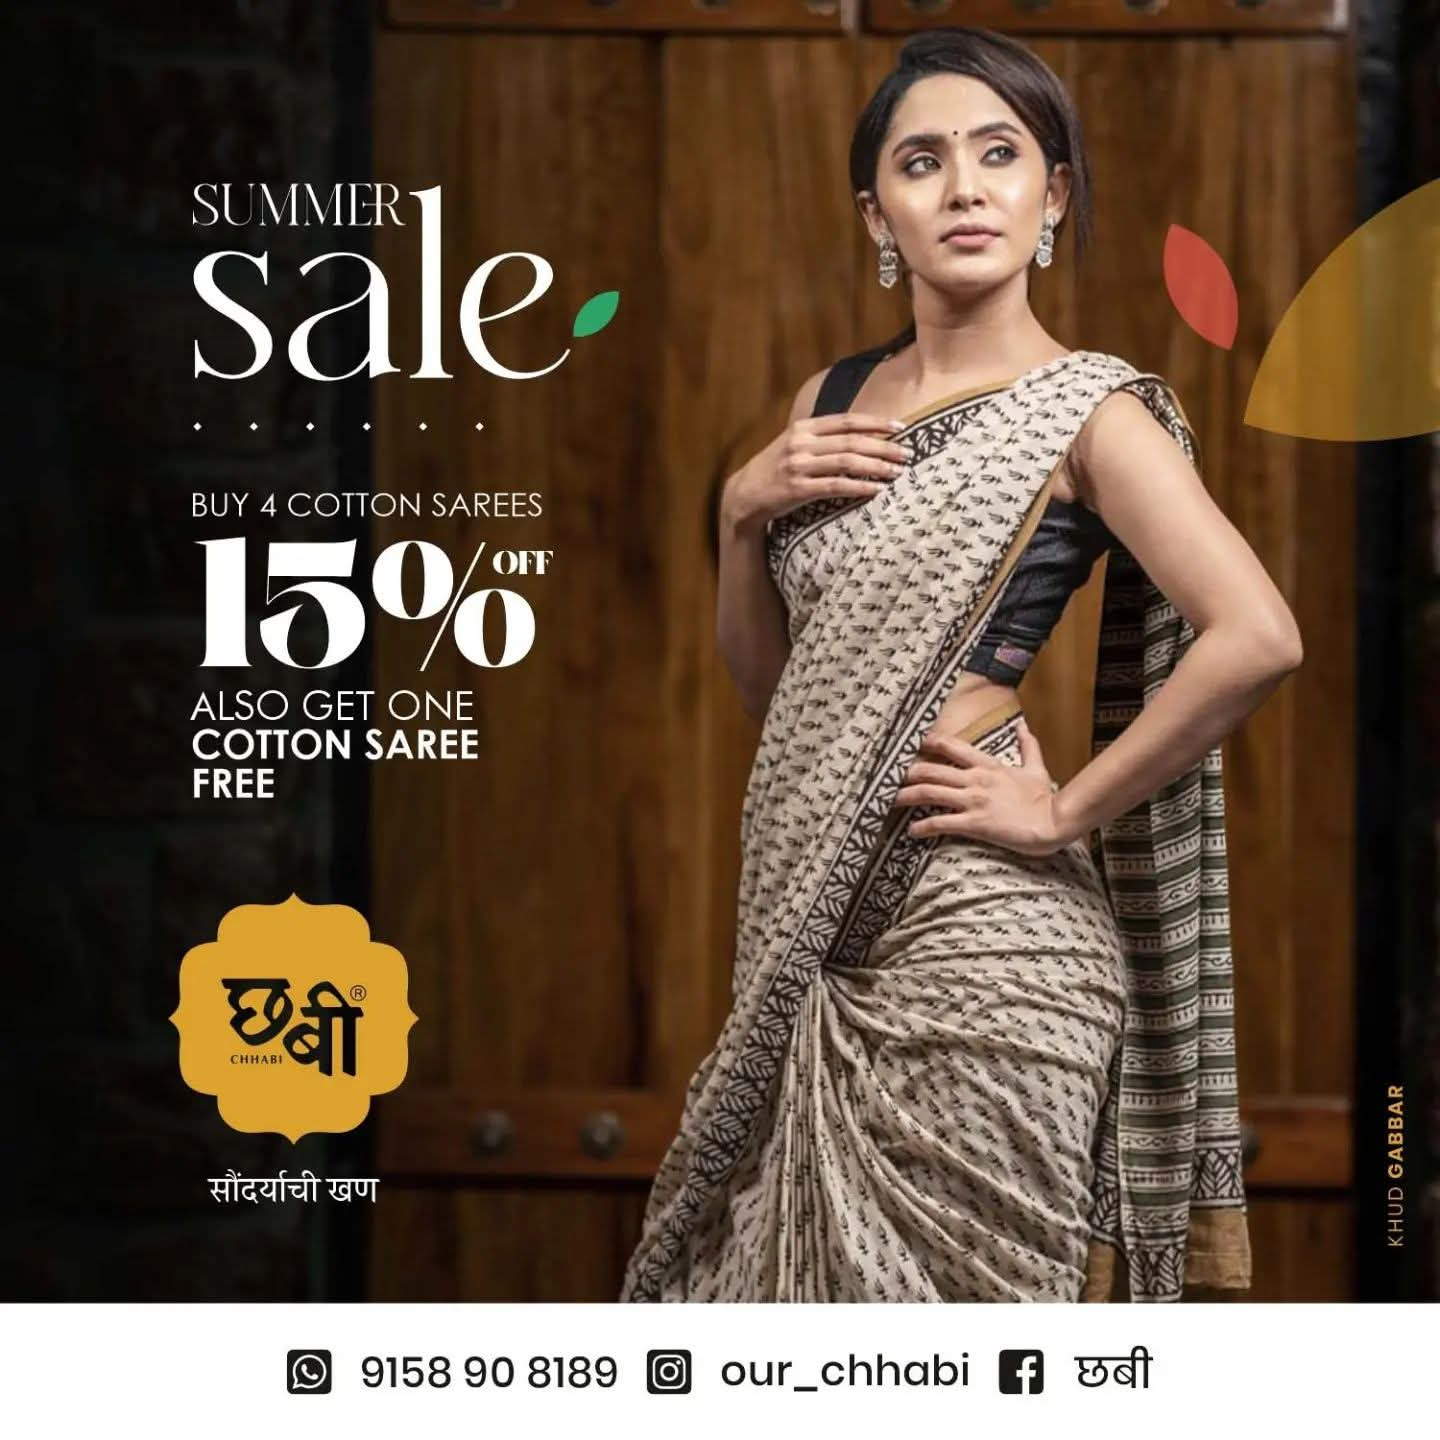 SUMMER
sale
BUY 4 COTTON SAREES
15% OFF
ALSO GET ONE
COTTON SAREE
FREE
छबी®
CHHABI
सौंदर्याची खण
KHUD GABBAR
9158 90 8189 our_chhabi छबी